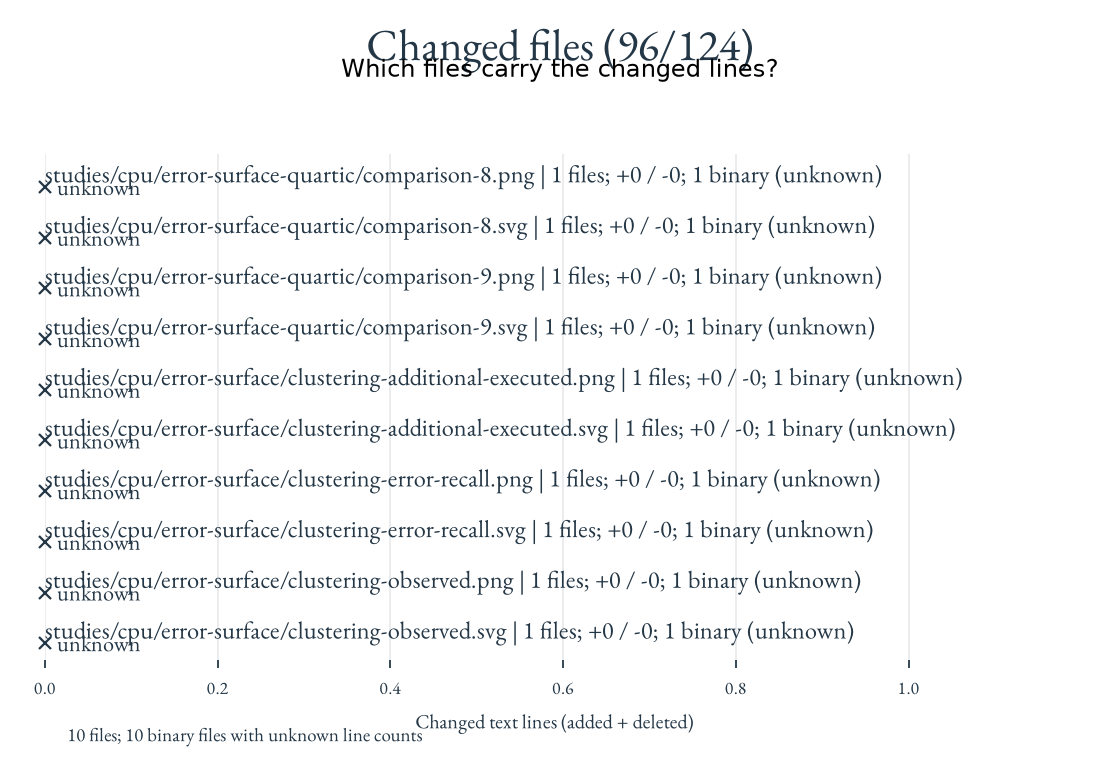 Changed files (96/124)
Which files carry the changed lines?
studies/cpu/error-surface-quartic/comparison-8.png | 1 files; +0 / -0; 1 binary (unknown)
unknown
studies/cpu/error-surface-quartic/comparison-8.svg | 1 files; +0 / -0; 1 binary (unknown)
unknown
studies/cpu/error-surface-quartic/comparison-9.png | 1 files; +0 / -0; 1 binary (unknown)
unknown
studies/cpu/error-surface-quartic/comparison-9.svg | 1 files; +0 / -0; 1 binary (unknown)
unknown
studies/cpu/error-surface/clustering-additional-executed.png | 1 files; +0 / -0; 1 binary (unknown)
unknown
studies/cpu/error-surface/clustering-additional-executed.svg | 1 files; +0 / -0; 1 binary (unknown)
unknown
studies/cpu/error-surface/clustering-error-recall.png | 1 files; +0 / -0; 1 binary (unknown)
unknown
studies/cpu/error-surface/clustering-error-recall.svg | 1 files; +0 / -0; 1 binary (unknown)
unknown
studies/cpu/error-surface/clustering-observed.png | 1 files; +0 / -0; 1 binary (unknown)
unknown
studies/cpu/error-surface/clustering-observed.svg | 1 files; +0 / -0; 1 binary (unknown)
unknown
0.0 0.2 0.4 0.6 0.8 1.0
Changed text lines (added + deleted)
10 files; 10 binary files with unknown line counts